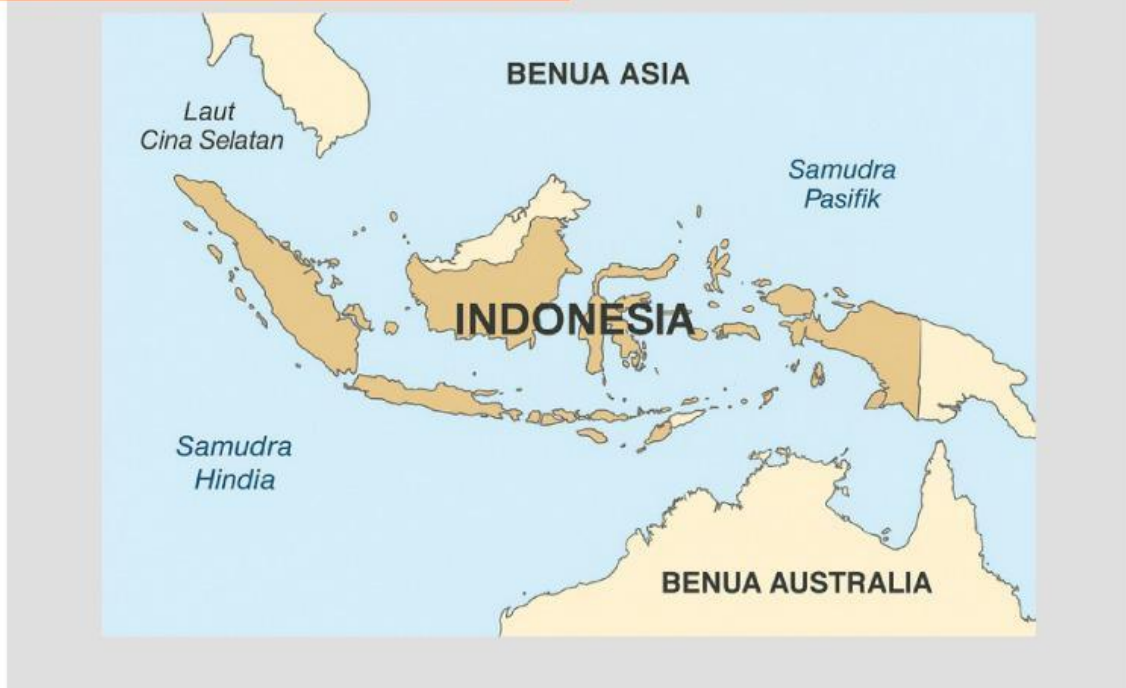 BENUA ASIA
Laut
Cina Selatan
Samudra
Pasifik
INDONESIA
Samudra
Hindia
BENUA AUSTRALIA